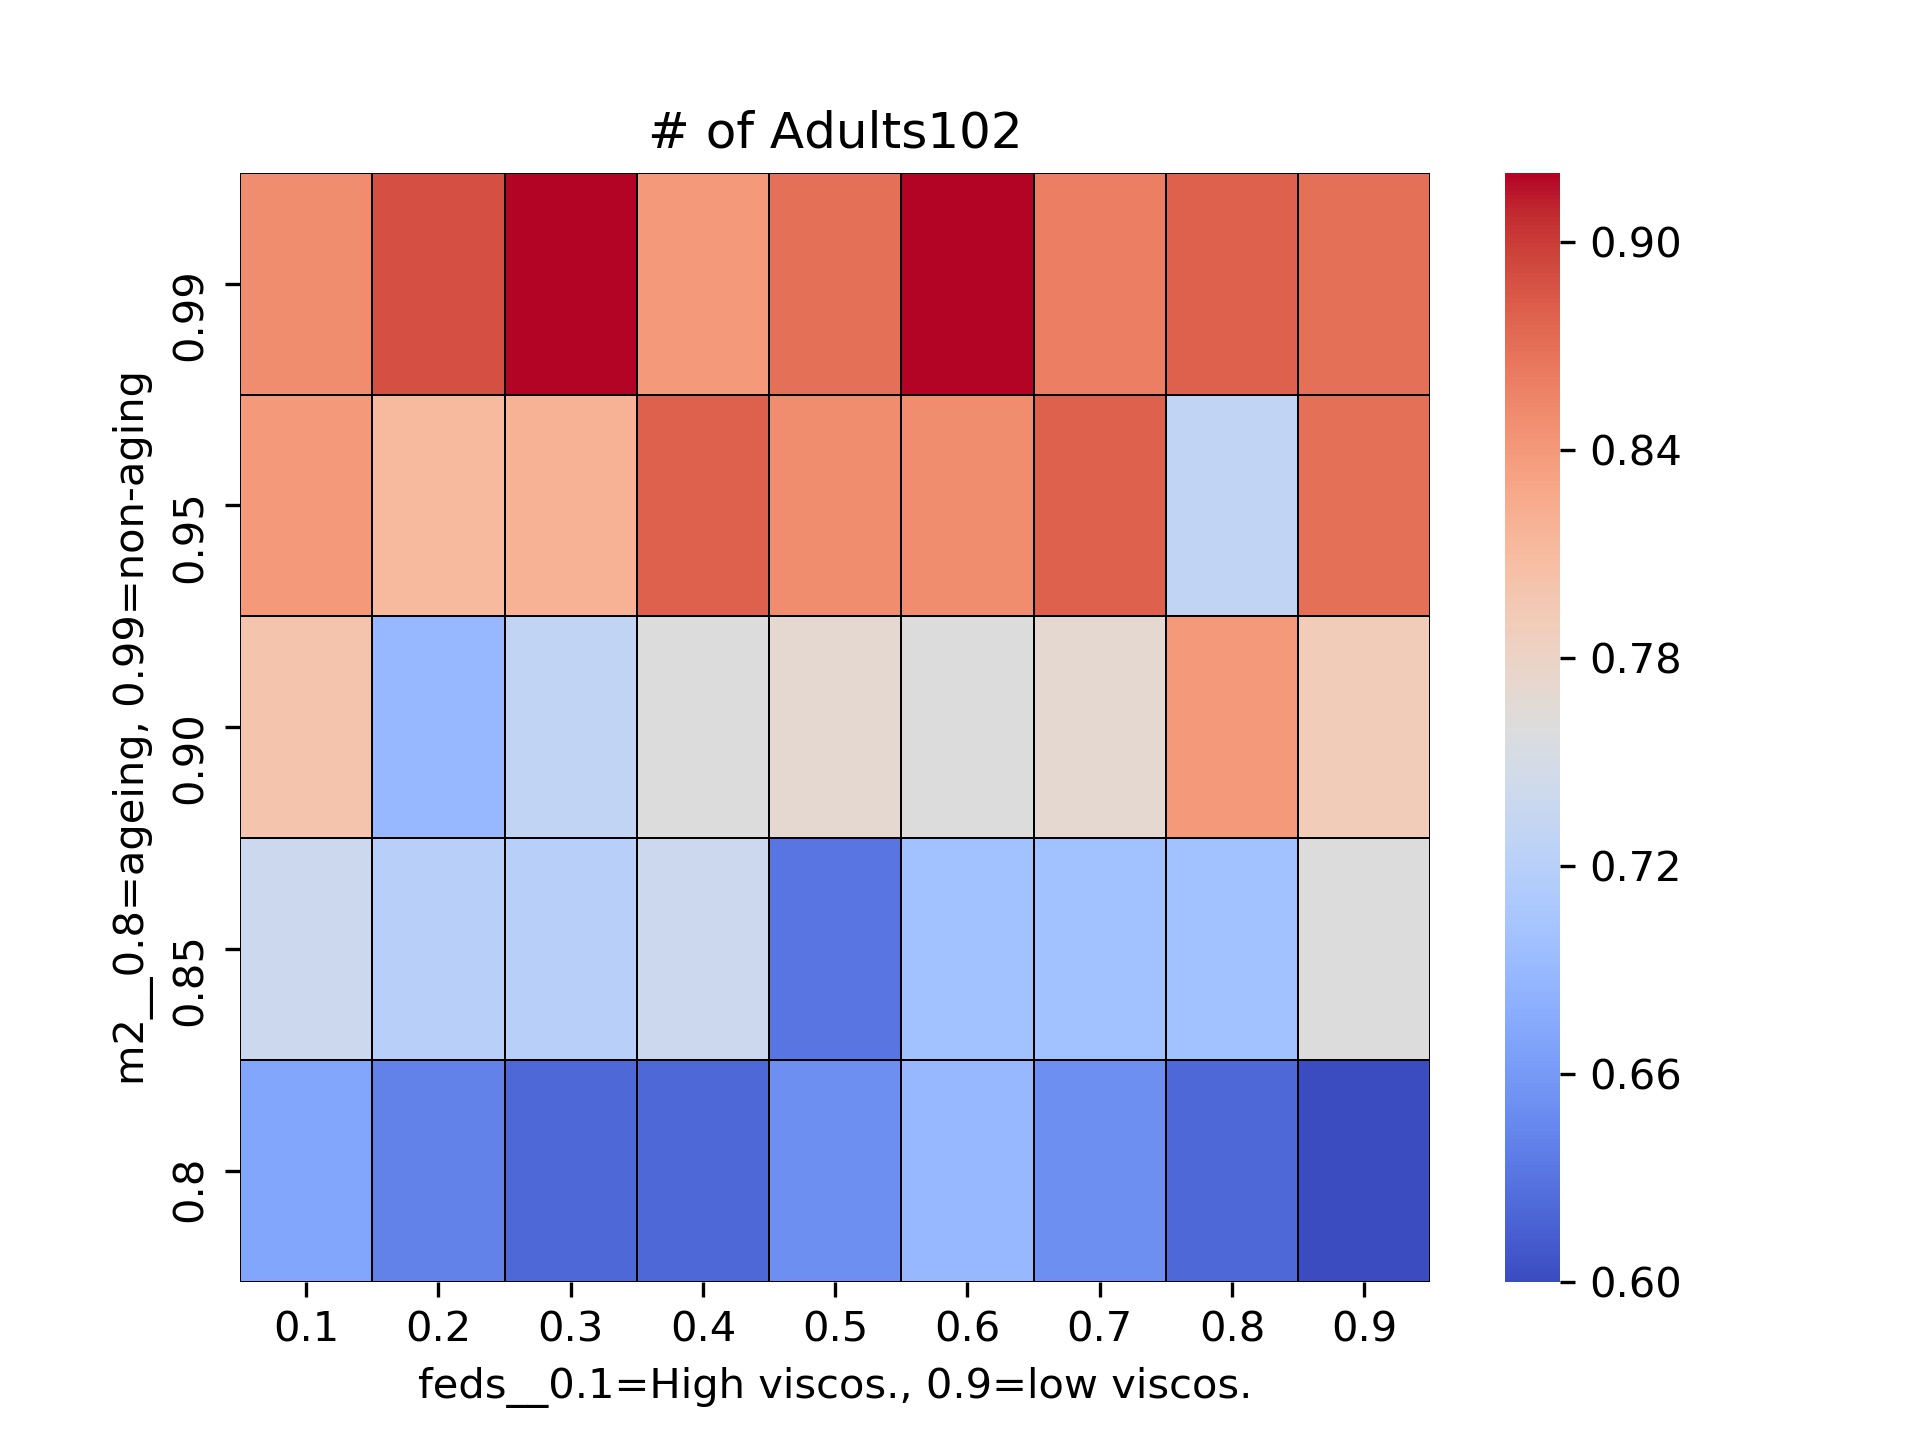 # of Adults102
m2__0.8=ageing, 0.99=non-aging
0.99
0.95
0.90
0.85
0.8
0.1 0.2 0.3 0.4 0.5 0.6 0.7 0.8 0.9
feds__0.1=High viscos., 0.9=low viscos.
0.90
0.84
0.78
0.72
0.66
0.60